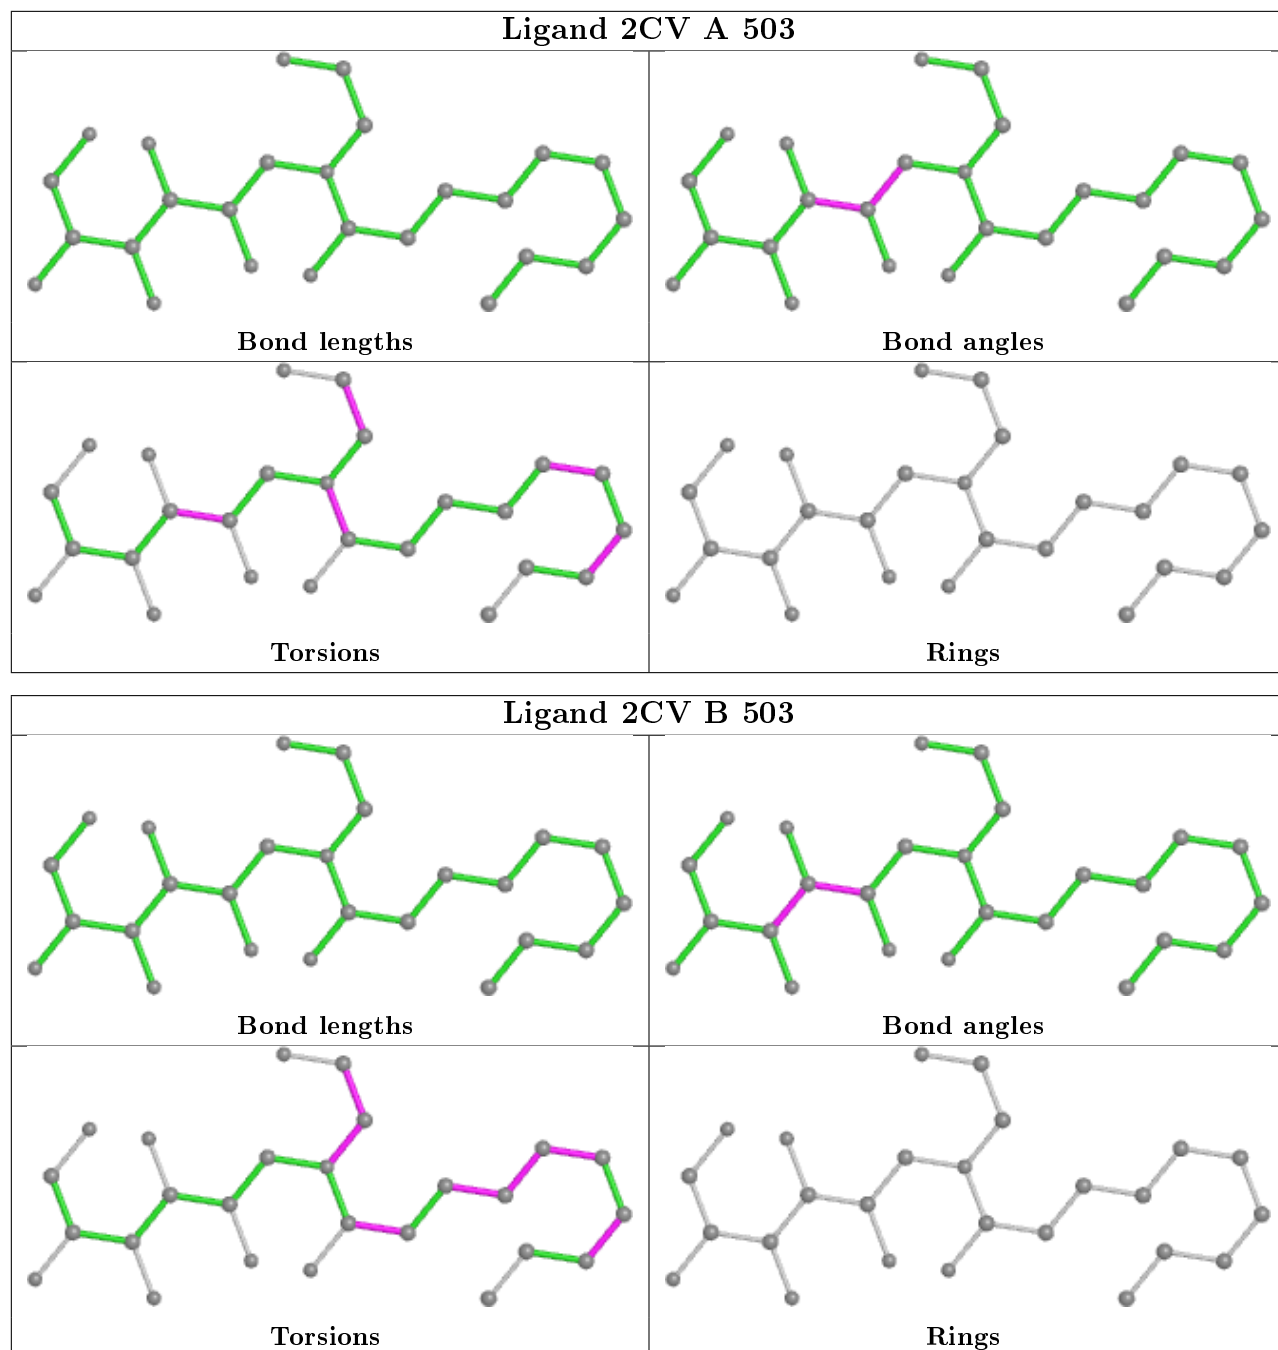 Ligand 2CV A 503
Bond lengths
Bond angles
Torsions
Rings
Ligand 2CV B 503
Bond lengths
Bond angles
Torsions
Rings